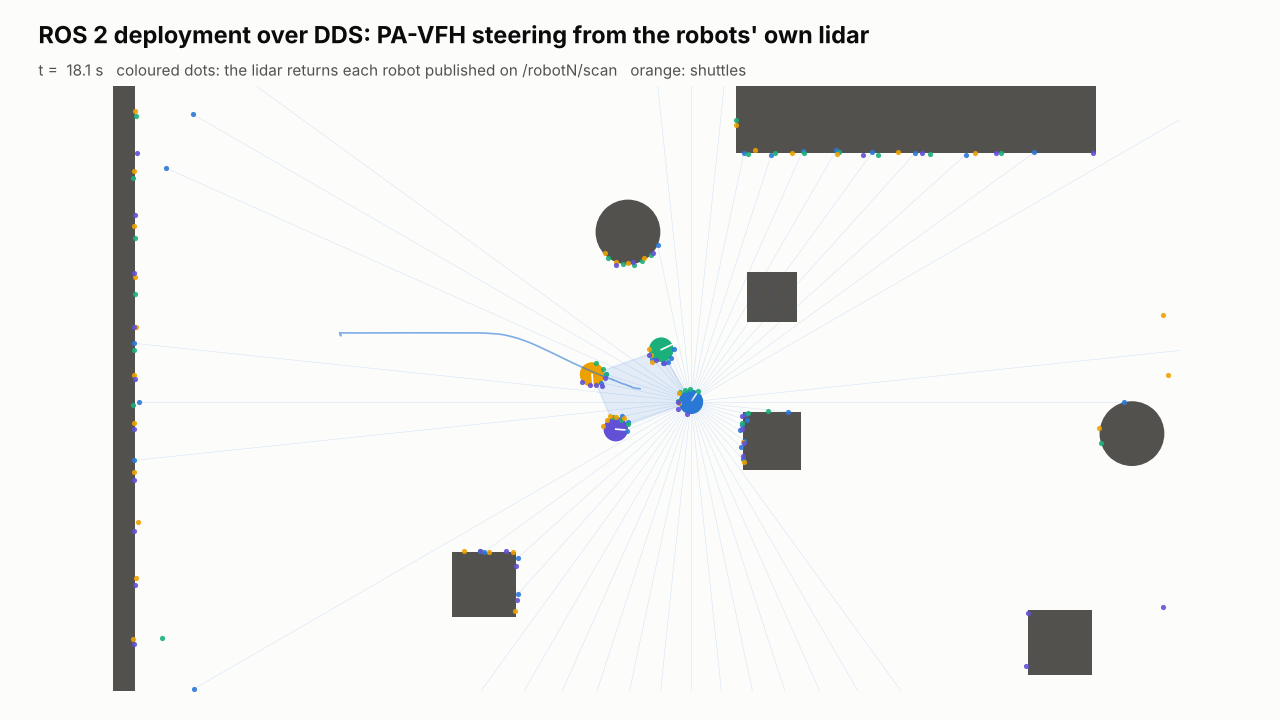 ROS 2 deployment over DDS: PA-VFH steering from the robots' own lidar
t = 18.1 s coloured dots: the lidar returns each robot published on /robotN/scan orange: shuttles